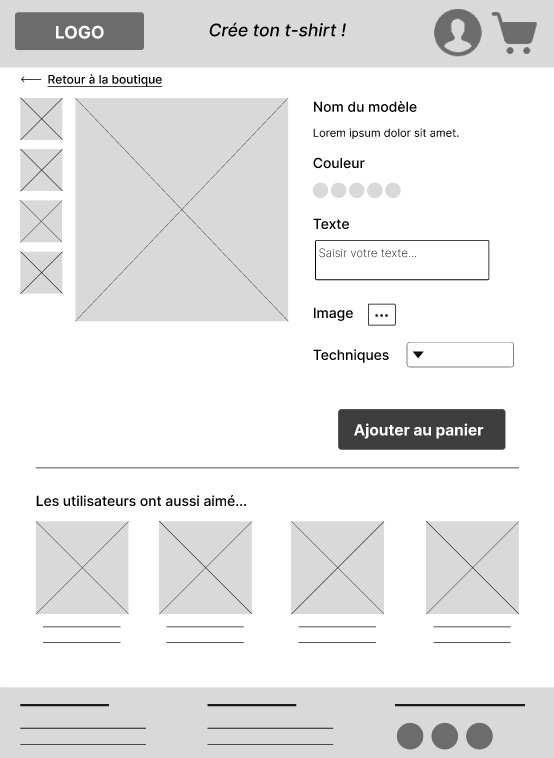 LOGO
Crée ton t-shirt !
Retour à la boutique
Nom du modèle
Lorem ipsum dolor sit amet.
Couleur
Texte
Saisir votre texte...
Image
...
Techniques
Ajouter au panier
Les utilisateurs ont aussi aimé...